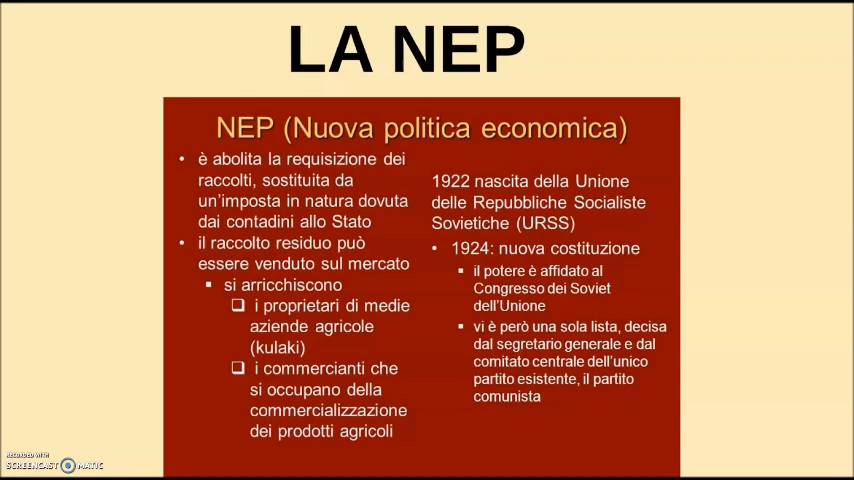 LA NEP
NEP (Nuova politica economica)
• è abolita la requisizione dei
raccolti, sostituita da
un'imposta in natura dovuta
dai contadini allo Stato
• il raccolto residuo può
essere venduto sul mercato
▪ si arricchiscono
❑ i proprietari di medie
aziende agricole
(kulaki)
❑ i commercianti che
si occupano della
commercializzazione
dei prodotti agricoli
1922 nascita della Unione
delle Repubbliche Socialiste
Sovietiche (URSS)
• 1924: nuova costituzione
▪ il potere è affidato al
Congresso dei Soviet
dell'Unione
▪ vi è però una sola lista, decisa
dal segretario generale e dal
comitato centrale dell'unico
partito esistente, il partito
comunista
RECORDED WITH
SCREENCAST MATIC